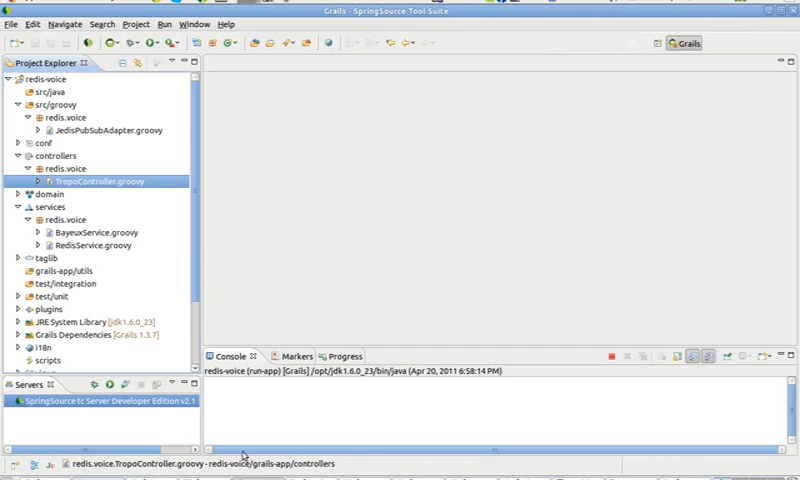 Grails - SpringSource Tool Suite
File Edit Navigate Search Project Run Window Help
Grails
Project Explorer
redis-voice
src/java
src/groovy
redis.voice
JedisPubSubAdapter.groovy
conf
controllers
redis.voice
TropoController.groovy
domain
services
redis.voice
BayeuxService.groovy
RedisService.groovy
taglib
grails-app/utils
test/integration
test/unit
plugins
JRE System Library [jdk1.6.0_23]
Grails Dependencies [Grails 1.3.7]
i18n
scripts
Servers
SpringSource tc Server Developer Edition v2.1
Console Markers Progress
redis-voice (run-app) [Grails] /opt/jdk1.6.0_23/bin/java (Apr 20, 2011 6:58:14 PM)
redis.voice.TropoController.groovy - redis-voice/grails-app/controllers